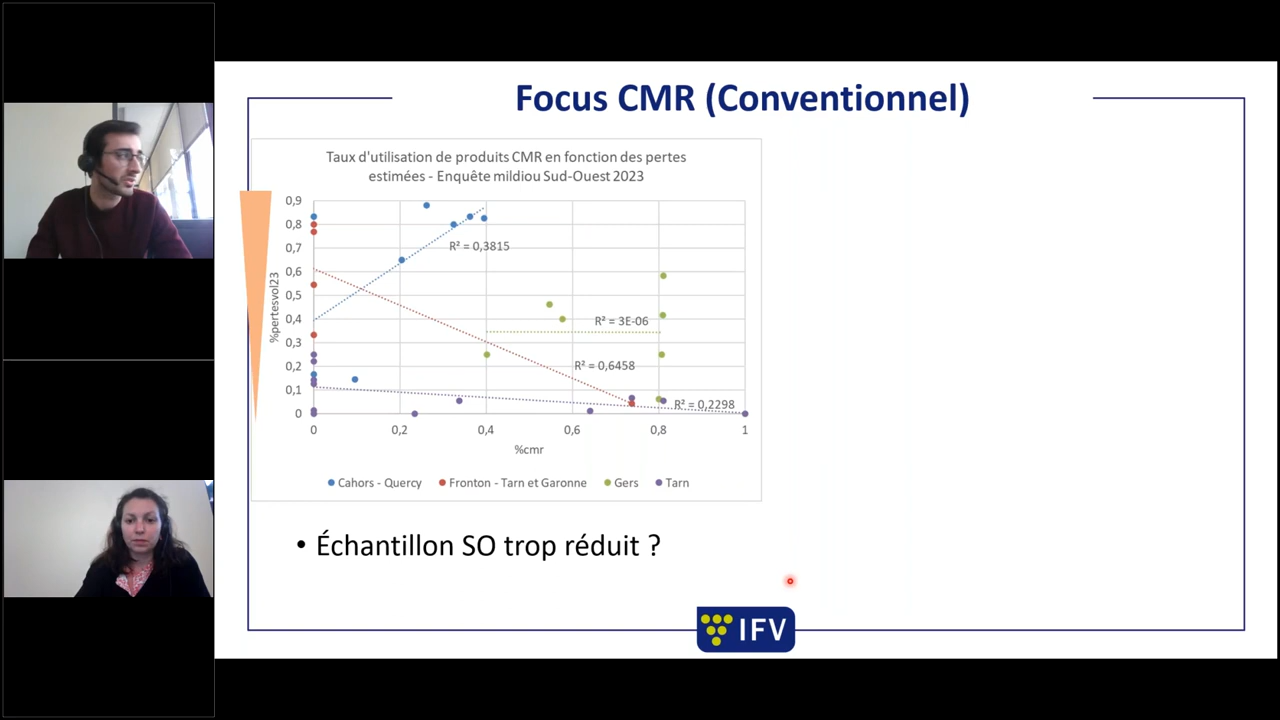 Focus CMR (Conventionnel)
Taux d'utilisation de produits CMR en fonction des pertes
estimées - Enquête mildiou Sud-Ouest 2023
%pertesvol23
0,9
0,8
0,7
0,6
0,5
0,4
0,3
0,2
0,1
0
R² = 0,3815
R² = 3E-06
R² = 0,6458
R² = 0,2298
0 0,2 0,4 0,6 0,8 1
%cmr
Cahors - Quercy Fronton - Tarn et Garonne Gers Tarn
• Échantillon SO trop réduit ?
IFV